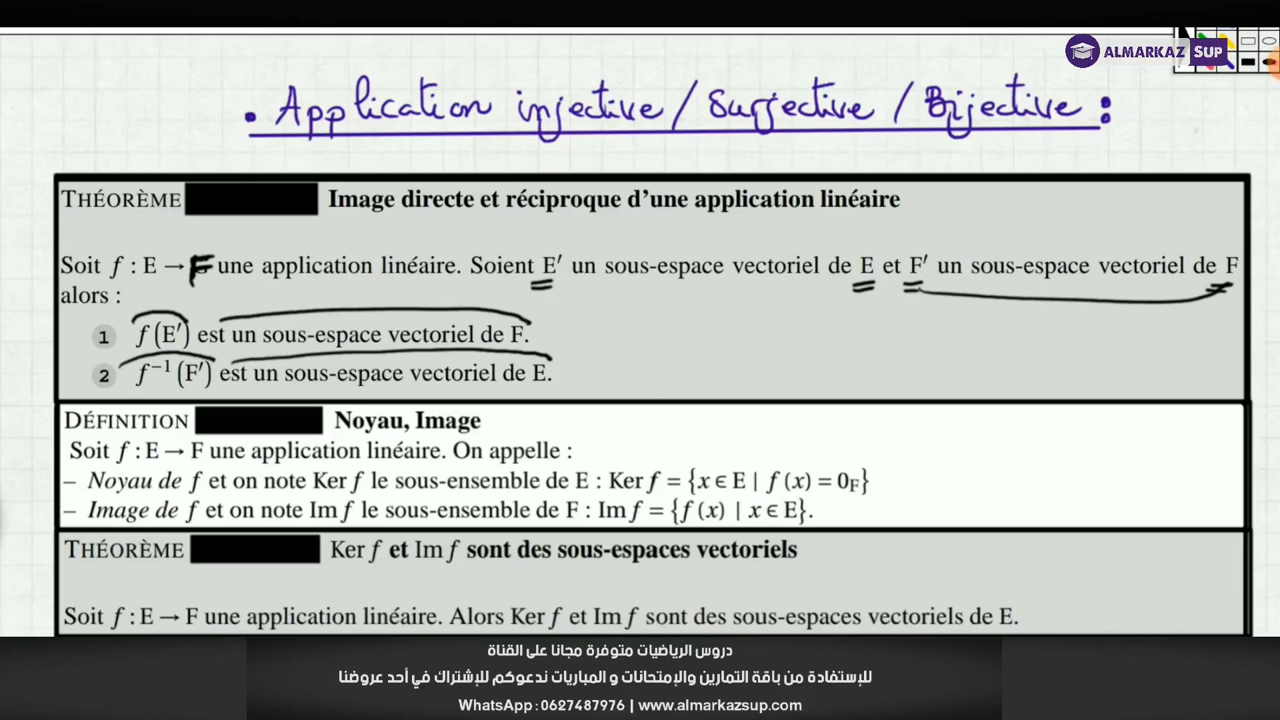 ALMARKAZ SUP
• Application injective / Surjective / Bijective :
THÉORÈME Image directe et réciproque d'une application linéaire
Soit f : E → F une application linéaire. Soient E′ un sous-espace vectoriel de E et F′ un sous-espace vectoriel de F
alors :
1 f (E′) est un sous-espace vectoriel de F.
2 f⁻¹ (F′) est un sous-espace vectoriel de E.
DÉFINITION Noyau, Image
Soit f : E → F une application linéaire. On appelle :
– Noyau de f et on note Ker f le sous-ensemble de E : Ker f = {x ∈ E | f (x) = 0F}
– Image de f et on note Im f le sous-ensemble de F : Im f = {f (x) | x ∈ E}.
THÉORÈME Ker f et Im f sont des sous-espaces vectoriels
Soit f : E → F une application linéaire. Alors Ker f et Im f sont des sous-espaces vectoriels de E.
دروس الرياضيات متوفرة مجانا على القناة
للإستفادة من باقة التمارين والإمتحانات و المباريات ندعوكم للإشتراك في أحد عروضنا
WhatsApp : 0627487976 | www.almarkazsup.com